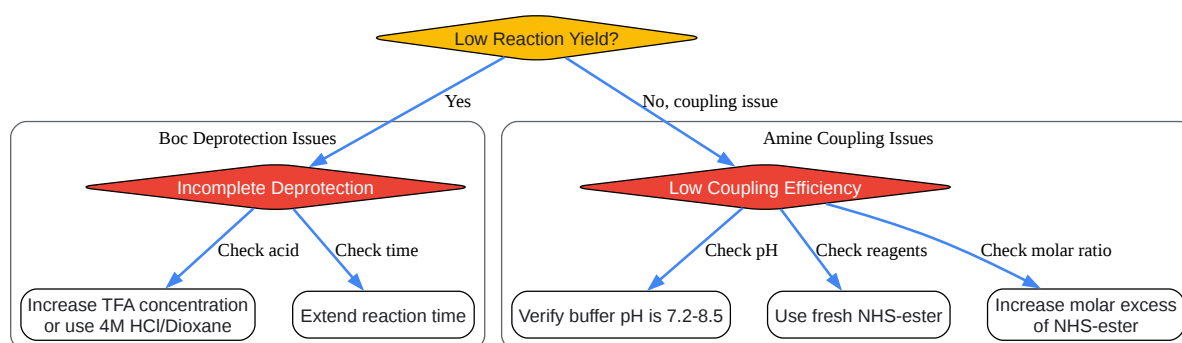 Low Reaction Yield?
Yes
No, coupling issue
Boc Deprotection Issues
Amine Coupling Issues
Incomplete Deprotection
Low Coupling Efficiency
Check acid
Check time
Check pH
Check reagents
Check molar ratio
Increase TFA concentration
or use 4M HCl/Dioxane
Extend reaction time
Verify buffer pH is 7.2-8.5
Use fresh NHS-ester
Increase molar excess
of NHS-ester